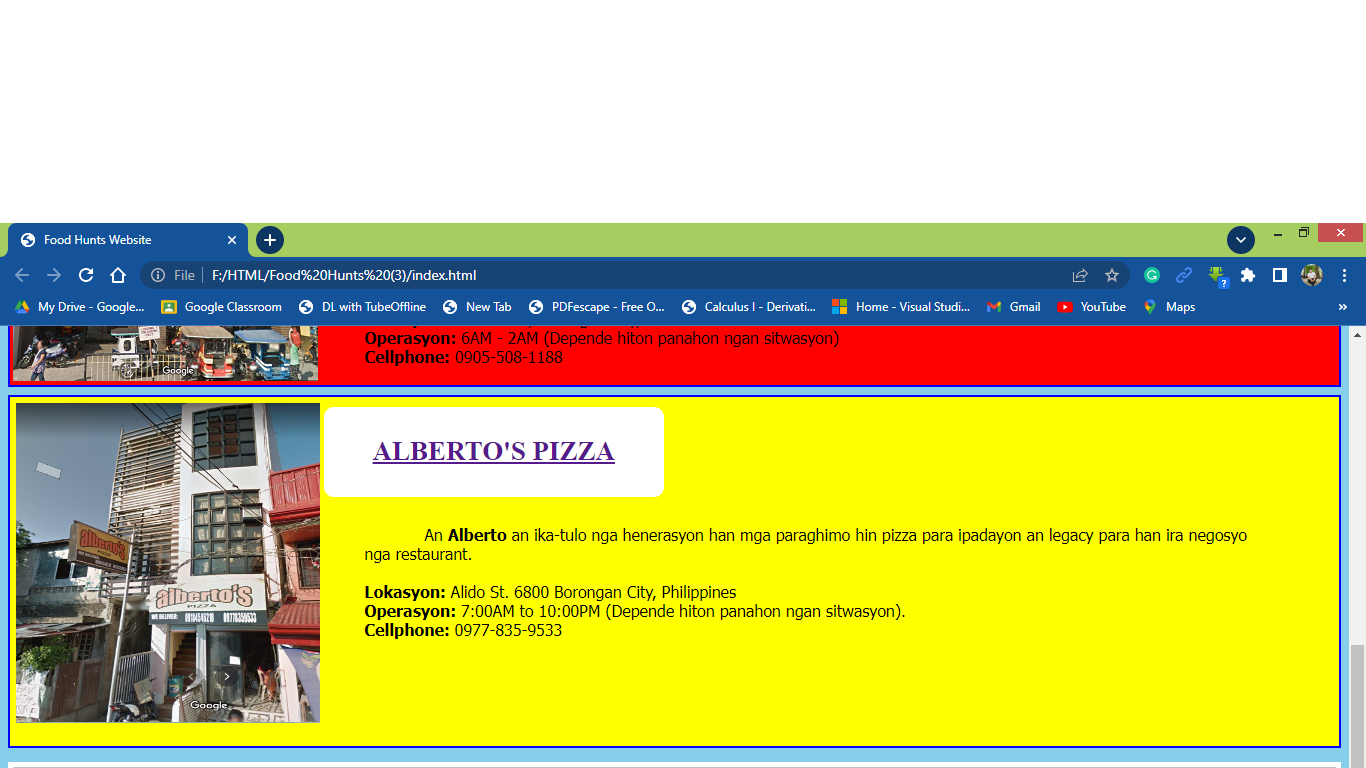 Food Hunts Website
File F:/HTML/Food%20Hunts%20(3)/index.html
My Drive - Google... Google Classroom DL with TubeOffline New Tab PDFescape - Free O... Calculus I - Derivati... Home - Visual Studi... Gmail YouTube Maps »
Operasyon: 6AM - 2AM (Depende hiton panahon ngan sitwasyon)
Cellphone: 0905-508-1188
Google
ALBERTO'S PIZZA
An Alberto an ika-tulo nga henerasyon han mga paraghimo hin pizza para ipadayon an legacy para han ira negosyo
nga restaurant.
Lokasyon: Alido St. 6800 Borongan City, Philippines
Operasyon: 7:00AM to 10:00PM (Depende hiton panahon ngan sitwasyon).
Cellphone: 0977-835-9533
alberto's
PIZZA
alberto's
PIZZA
WE DELIVER:
Google